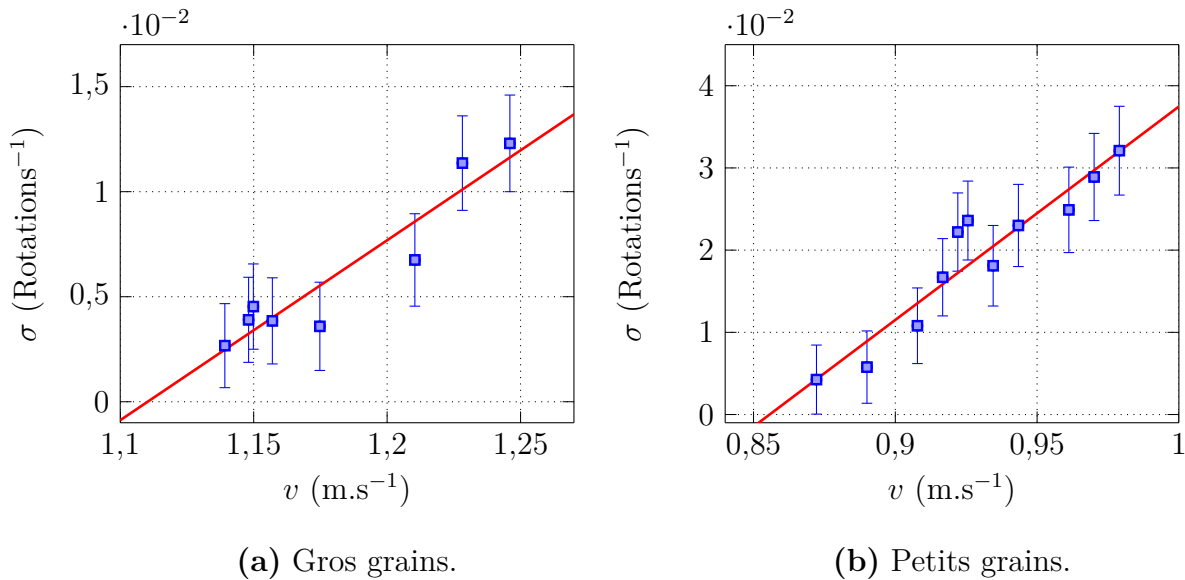 ·10⁻²
1,5
1
0,5
0
σ (Rotations⁻¹)
1,1 1,15 1,2 1,25
v (m.s⁻¹)
(a) Gros grains.
·10⁻²
4
3
2
1
0
σ (Rotations⁻¹)
0,85 0,9 0,95 1
v (m.s⁻¹)
(b) Petits grains.